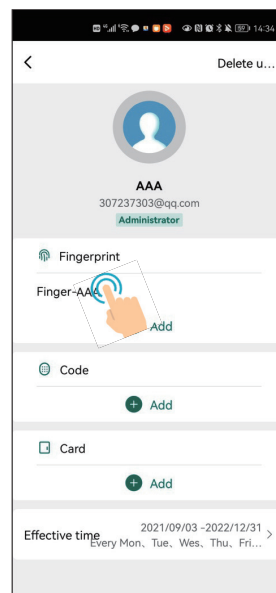 59 14:34
Delete u...
AAA
307237303@qq.com
Administrator
Fingerprint
Finger-AAA
Add
Code
Add
Card
Add
Effective time
2021/09/03 -2022/12/31
Every Mon、Tue、Wes、Thu、Fri...